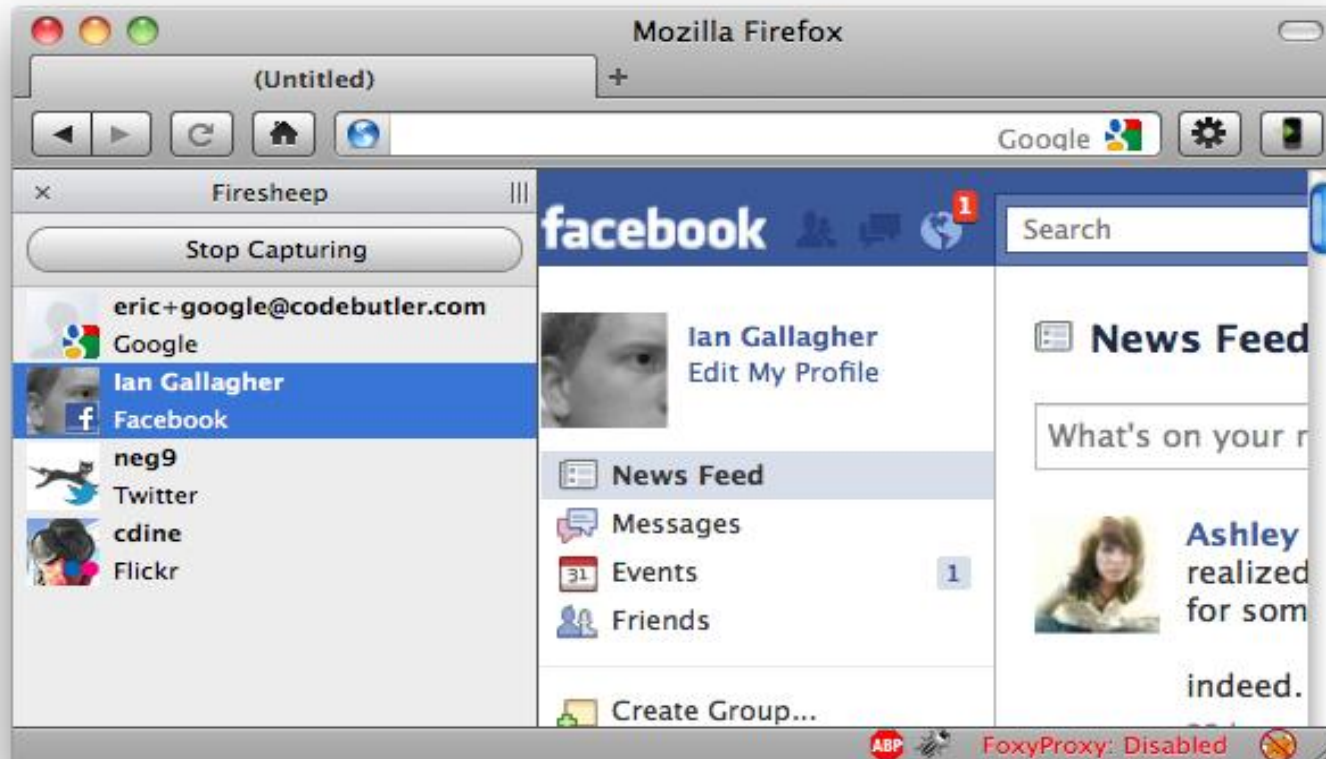 Mozilla Firefox
(Untitled)
Google
Firesheep
Stop Capturing
eric+google@codebutler.com
Google
Ian Gallagher
Facebook
neg9
Twitter
cdine
Flickr
facebook
1
Search
Ian Gallagher
Edit My Profile
News Feed
Messages
31 Events 1
Friends
Create Group...
News Feed
What's on your
Ashley
realized
for som
indeed.
ABP
FoxyProxy: Disabled